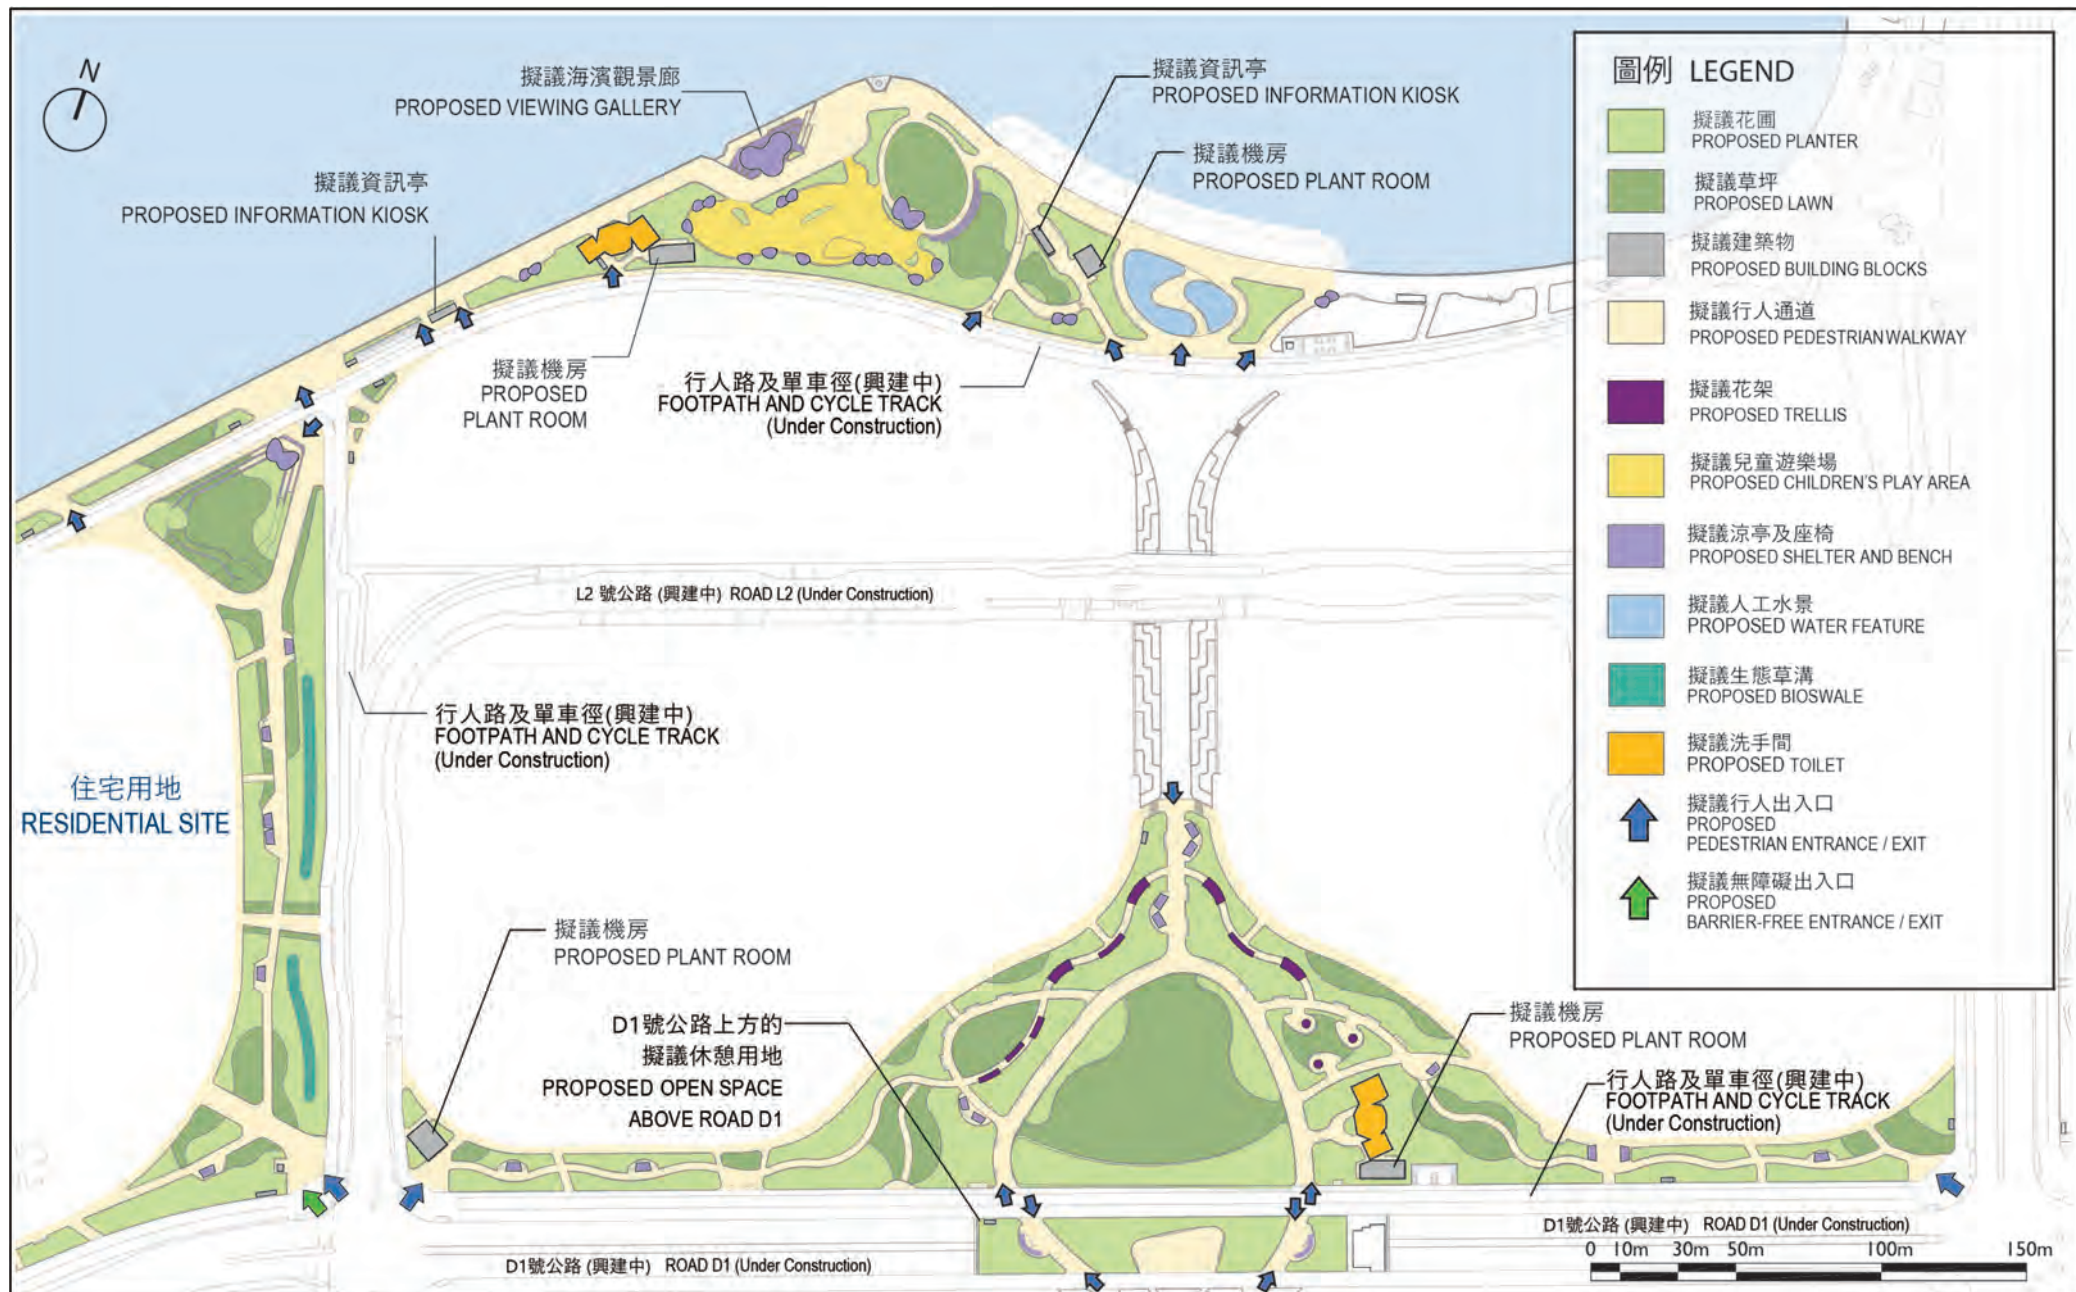 N
擬議海濱觀景廊
PROPOSED VIEWING GALLERY
擬議資訊亭
PROPOSED INFORMATION KIOSK
擬議機房
PROPOSED PLANT ROOM
擬議資訊亭
PROPOSED INFORMATION KIOSK
擬議機房
PROPOSED
PLANT ROOM
行人路及單車徑(興建中)
FOOTPATH AND CYCLE TRACK
(Under Construction)
L2 號公路 (興建中) ROAD L2 (Under Construction)
行人路及單車徑(興建中)
FOOTPATH AND CYCLE TRACK
(Under Construction)
住宅用地
RESIDENTIAL SITE
擬議機房
PROPOSED PLANT ROOM
D1號公路上方的
擬議休憩用地
PROPOSED OPEN SPACE
ABOVE ROAD D1
擬議機房
PROPOSED PLANT ROOM
行人路及單車徑(興建中)
FOOTPATH AND CYCLE TRACK
(Under Construction)
D1號公路 (興建中) ROAD D1 (Under Construction)
D1號公路 (興建中) ROAD D1 (Under Construction)
0 10m 30m 50m 100m 150m
圖例 LEGEND
擬議花圃
PROPOSED PLANTER
擬議草坪
PROPOSED LAWN
擬議建築物
PROPOSED BUILDING BLOCKS
擬議行人通道
PROPOSED PEDESTRIAN WALKWAY
擬議花架
PROPOSED TRELLIS
擬議兒童遊樂場
PROPOSED CHILDREN'S PLAY AREA
擬議涼亭及座椅
PROPOSED SHELTER AND BENCH
擬議人工水景
PROPOSED WATER FEATURE
擬議生態草溝
PROPOSED BIOSWALE
擬議洗手間
PROPOSED TOILET
擬議行人出入口
PROPOSED
PEDESTRIAN ENTRANCE / EXIT
擬議無障礙出入口
PROPOSED
BARRIER-FREE ENTRANCE / EXIT